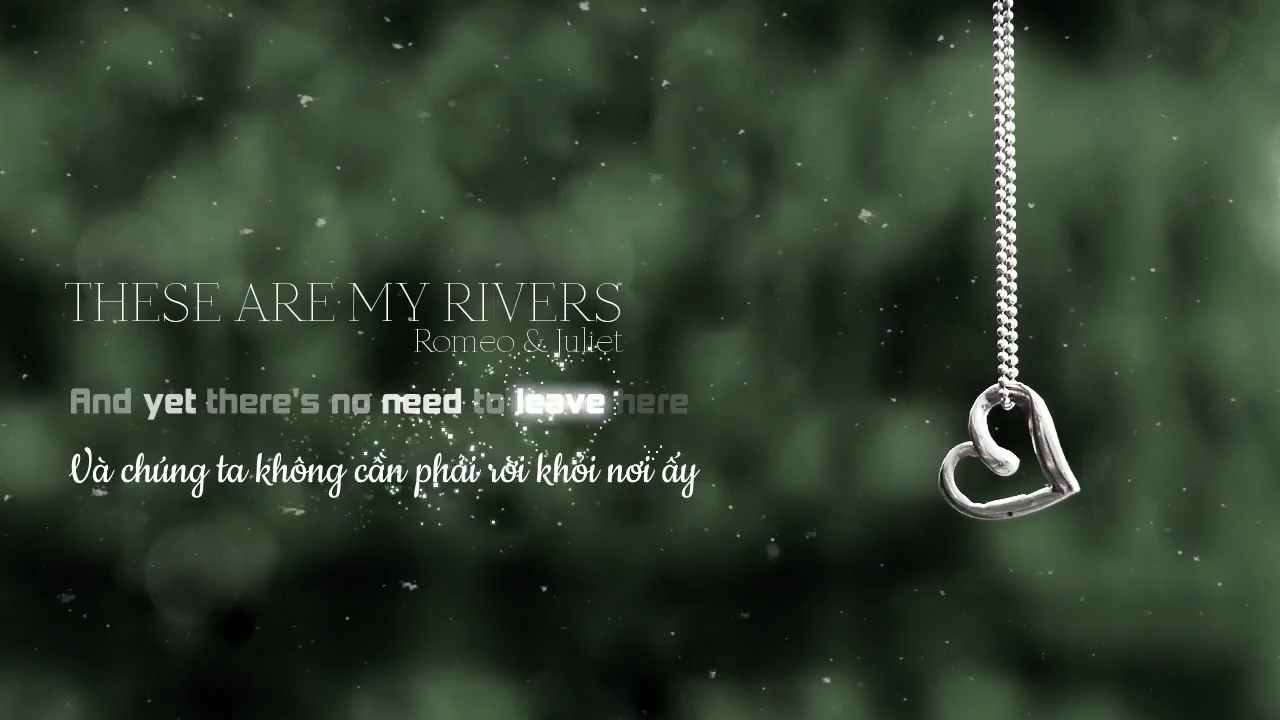 THESE ARE MY RIVERS
Romeo & Juliet
And yet there's no need to leave here
Và chúng ta không cần phải rời khỏi nơi ấy